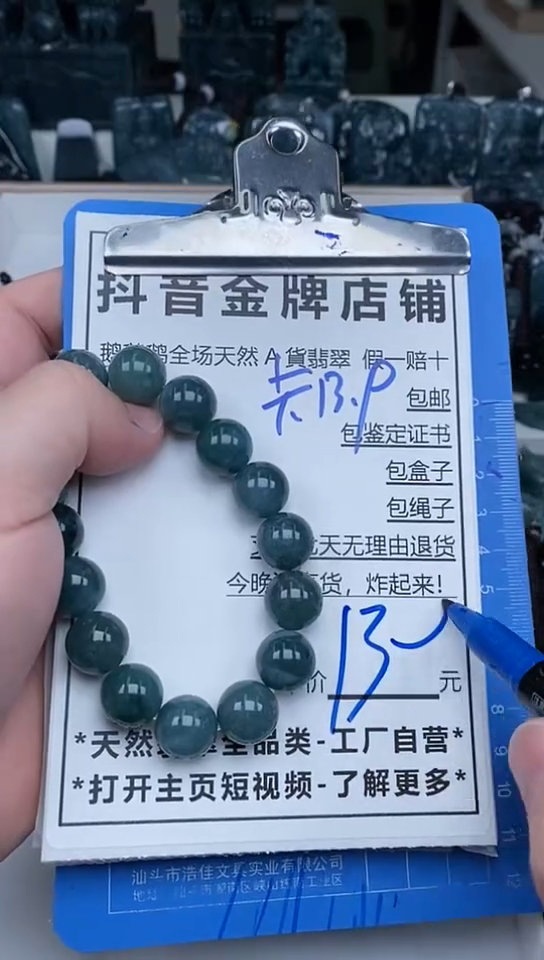 抖音金牌店铺
全场天然A貨翡翠 假一赔十
卡13.P
包邮
包鉴定证书
包盒子
包绳子
天无理由退货
今晚 货，炸起来！
13
价 元
*天然 全品类-工厂自营*
*打开主页短视频-了解更多*
汕头市浩佳文具实业有限公司